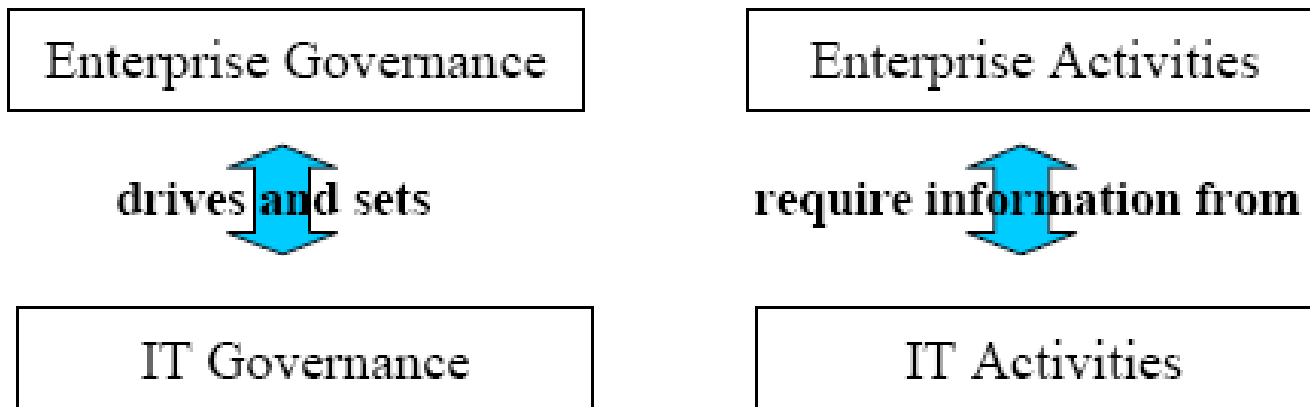 Enterprise Governance
drives and sets
IT Governance
Enterprise Activities
require information from
IT Activities